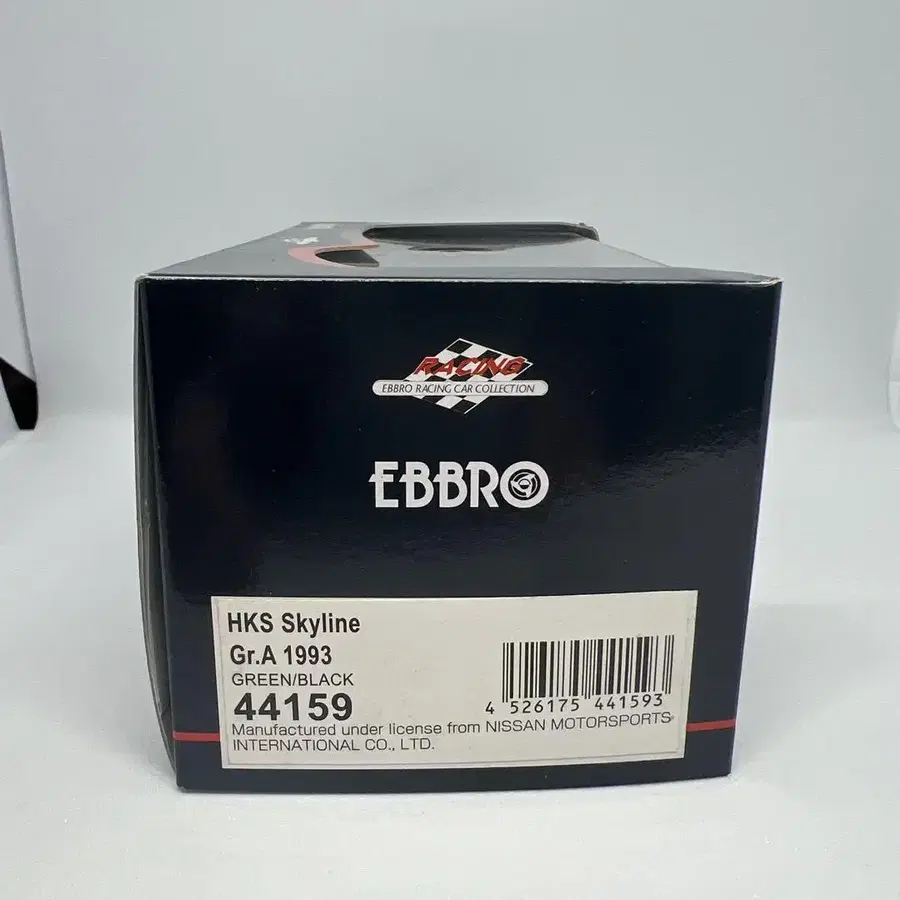 RACING
EBBRO RACING CAR COLLECTION
EBBRO
HKS Skyline
Gr.A 1993
GREEN/BLACK
44159
4 526175 441593
Manufactured under license from NISSAN MOTORSPORTS
INTERNATIONAL CO., LTD.